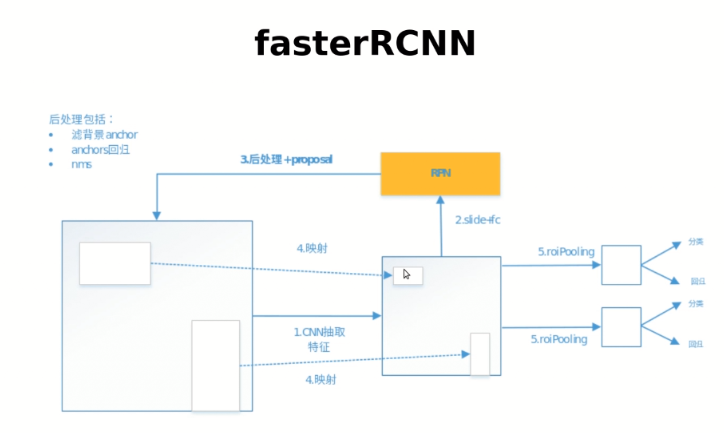 fasterRCNN
后处理包括：
• 滤背景anchor
• anchors回归
• nms
3.后处理+proposal
RPN
2.slide+fc
4.映射
5.roiPooling
分类
回归
1.CNN抽取
特征
4.映射
5.roiPooling
分类
回归